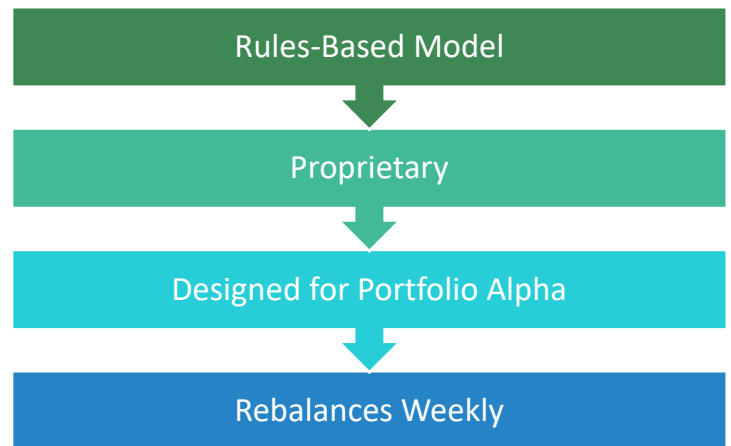 Rules-Based Model
Proprietary
Designed for Portfolio Alpha
Rebalances Weekly